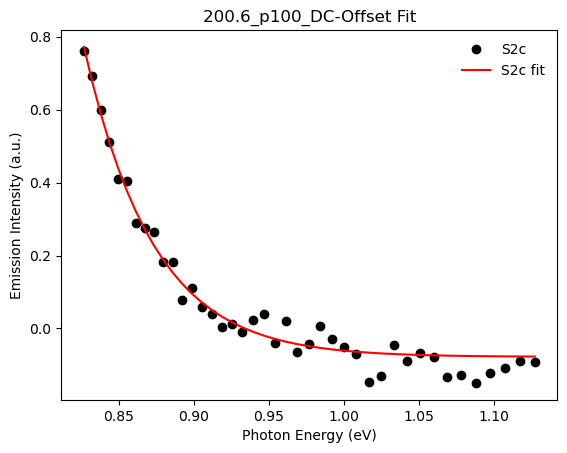 200.6_p100_DC-Offset Fit
S2c
S2c fit
Emission Intensity (a.u.)
0.8
0.6
0.4
0.2
0.0
0.85 0.90 0.95 1.00 1.05 1.10
Photon Energy (eV)